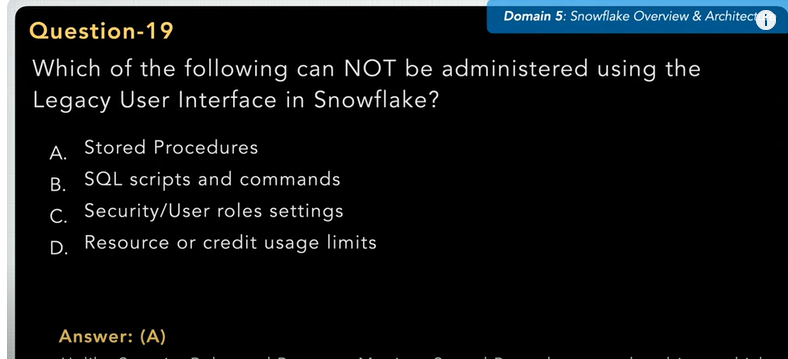 Domain 5: Snowflake Overview & Architect
Question-19
Which of the following can NOT be administered using the
Legacy User Interface in Snowflake?
A. Stored Procedures
B. SQL scripts and commands
C. Security/User roles settings
D. Resource or credit usage limits
Answer: (A)